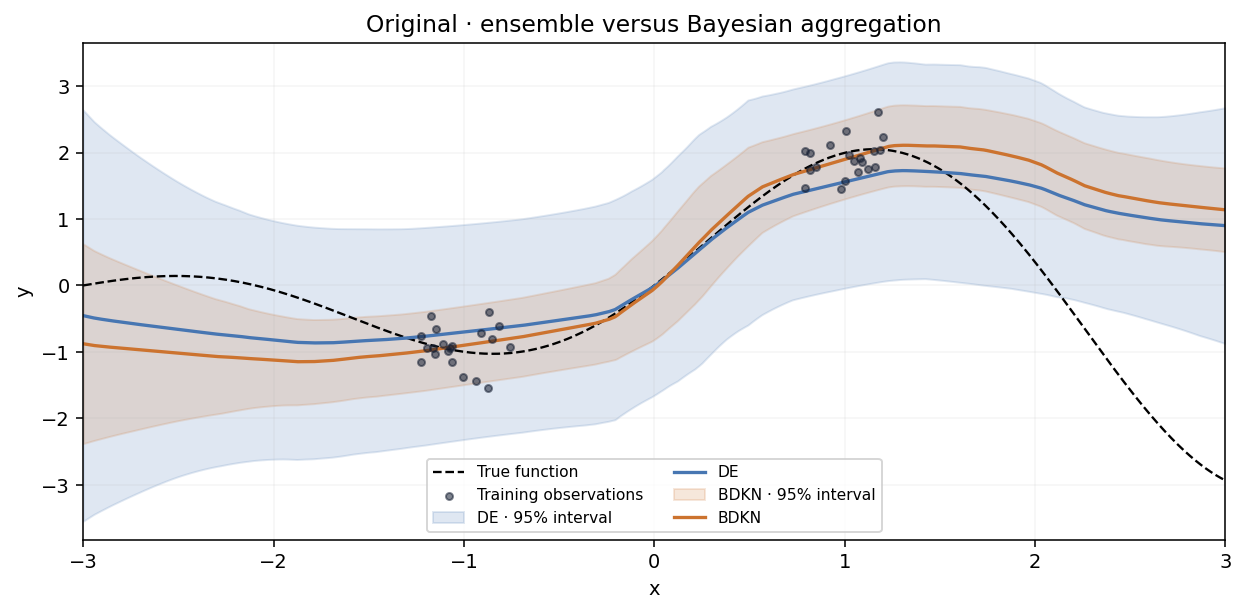 Original · ensemble versus Bayesian aggregation
y
3
2
1
0
−1
−2
−3
True function
Training observations
DE · 95% interval
DE
BDKN · 95% interval
BDKN
−3 −2 −1 0 1 2 3
x